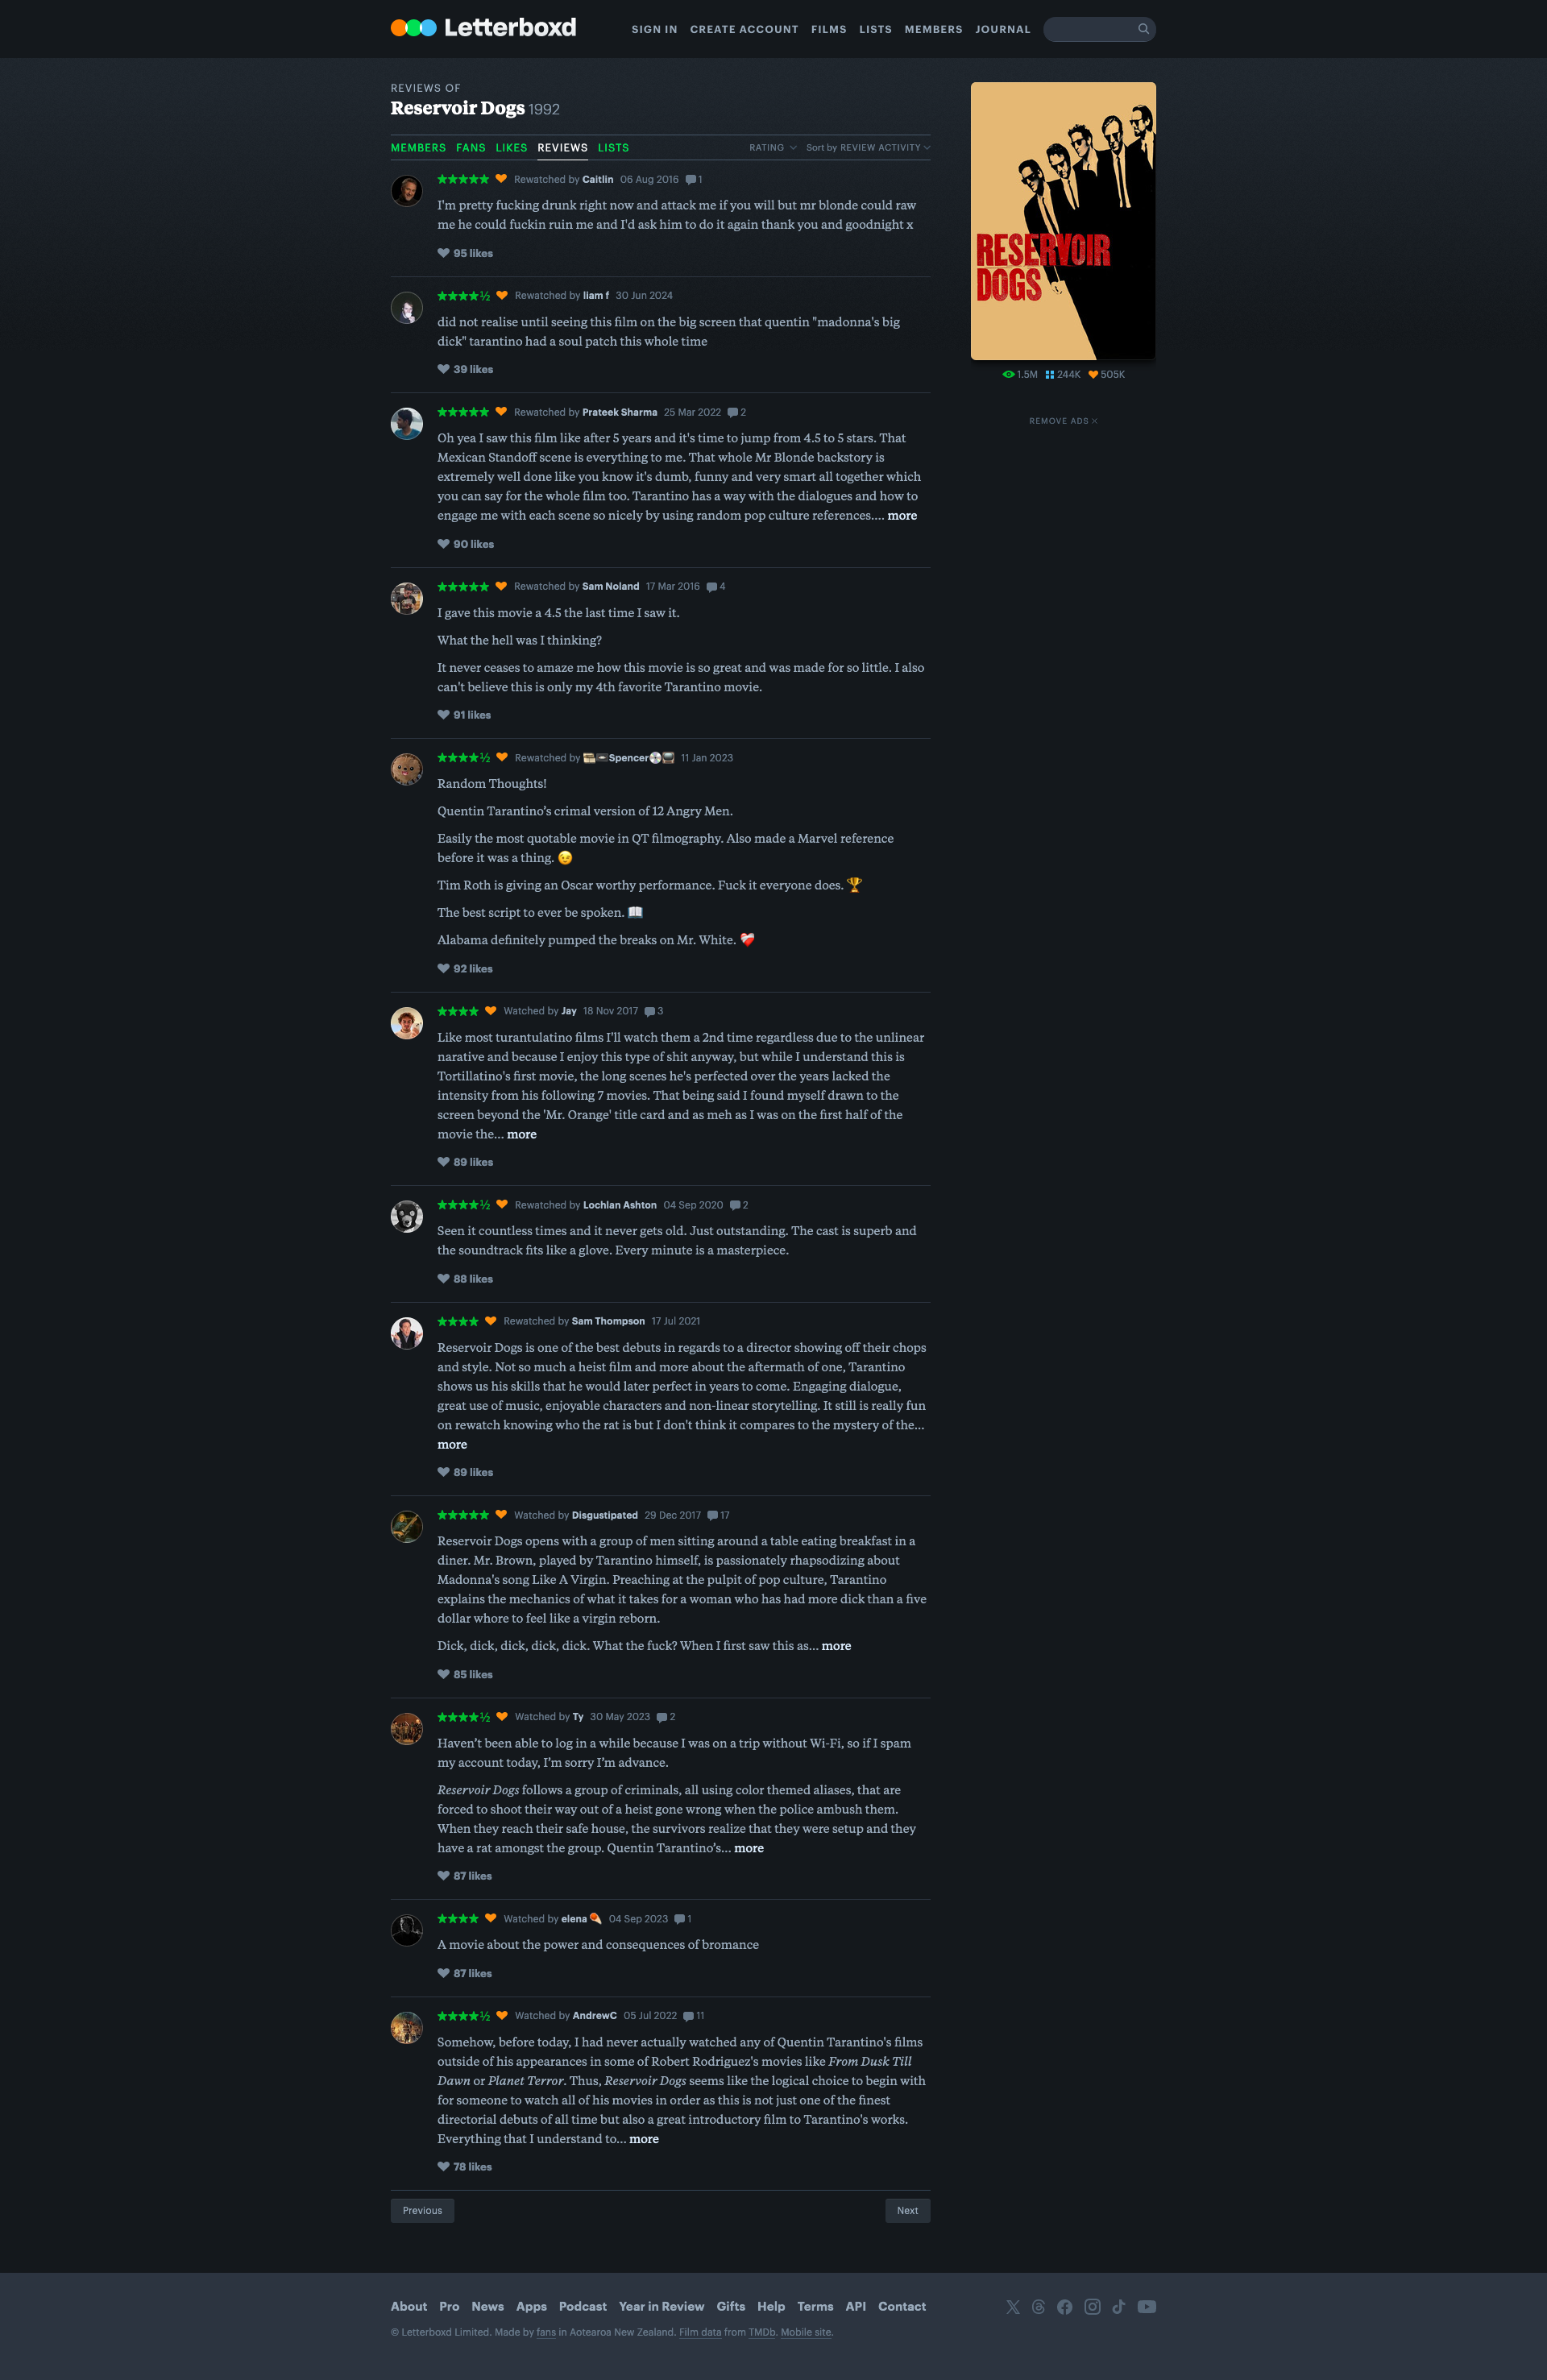 Letterboxd
SIGN IN CREATE ACCOUNT FILMS LISTS MEMBERS JOURNAL
REVIEWS OF
Reservoir Dogs 1992
MEMBERS FANS LIKES REVIEWS LISTS RATING Sort by REVIEW ACTIVITY
RESERVOIR
DOGS
1.5M 244K 505K
REMOVE ADS
★★★★★ Rewatched by Caitlin 06 Aug 2016 1
I'm pretty fucking drunk right now and attack me if you will but mr blonde could raw
me he could fuckin ruin me and I'd ask him to do it again thank you and goodnight x
95 likes
★★★★½ Rewatched by liam f 30 Jun 2024
did not realise until seeing this film on the big screen that quentin "madonna's big
dick" tarantino had a soul patch this whole time
39 likes
★★★★★ Rewatched by Prateek Sharma 25 Mar 2022 2
Oh yea I saw this film like after 5 years and it's time to jump from 4.5 to 5 stars. That
Mexican Standoff scene is everything to me. That whole Mr Blonde backstory is
extremely well done like you know it's dumb, funny and very smart all together which
you can say for the whole film too. Tarantino has a way with the dialogues and how to
engage me with each scene so nicely by using random pop culture references.… more
90 likes
★★★★★ Rewatched by Sam Noland 17 Mar 2016 4
I gave this movie a 4.5 the last time I saw it.
What the hell was I thinking?
It never ceases to amaze me how this movie is so great and was made for so little. I also
can't believe this is only my 4th favorite Tarantino movie.
91 likes
★★★★½ Rewatched by Spencer 11 Jan 2023
Random Thoughts!
Quentin Tarantino's crimal version of 12 Angry Men.
Easily the most quotable movie in QT filmography. Also made a Marvel reference
before it was a thing. 😉
Tim Roth is giving an Oscar worthy performance. Fuck it everyone does. 🏆
The best script to ever be spoken. 📖
Alabama definitely pumped the breaks on Mr. White. ❤️‍🩹
92 likes
★★★★ Watched by Jay 18 Nov 2017 3
Like most turantulatino films I'll watch them a 2nd time regardless due to the unlinear
narative and because I enjoy this type of shit anyway, but while I understand this is
Tortillatino's first movie, the long scenes he's perfected over the years lacked the
intensity from his following 7 movies. That being said I found myself drawn to the
screen beyond the 'Mr. Orange' title card and as meh as I was on the first half of the
movie the… more
89 likes
★★★★½ Rewatched by Lochlan Ashton 04 Sep 2020 2
Seen it countless times and it never gets old. Just outstanding. The cast is superb and
the soundtrack fits like a glove. Every minute is a masterpiece.
88 likes
★★★★ Rewatched by Sam Thompson 17 Jul 2021
Reservoir Dogs is one of the best debuts in regards to a director showing off their chops
and style. Not so much a heist film and more about the aftermath of one, Tarantino
shows us his skills that he would later perfect in years to come. Engaging dialogue,
great use of music, enjoyable characters and non-linear storytelling. It still is really fun
on rewatch knowing who the rat is but I don't think it compares to the mystery of the…
more
89 likes
★★★★★ Watched by Disgustipated 29 Dec 2017 17
Reservoir Dogs opens with a group of men sitting around a table eating breakfast in a
diner. Mr. Brown, played by Tarantino himself, is passionately rhapsodizing about
Madonna's song Like A Virgin. Preaching at the pulpit of pop culture, Tarantino
explains the mechanics of what it takes for a woman who has had more dick than a five
dollar whore to feel like a virgin reborn.
Dick, dick, dick, dick, dick. What the fuck? When I first saw this as… more
85 likes
★★★★½ Watched by Ty 30 May 2023 2
Haven't been able to log in a while because I was on a trip without Wi-Fi, so if I spam
my account today, I'm sorry I'm advance.
Reservoir Dogs follows a group of criminals, all using color themed aliases, that are
forced to shoot their way out of a heist gone wrong when the police ambush them.
When they reach their safe house, the survivors realize that they were setup and they
have a rat amongst the group. Quentin Tarantino's… more
87 likes
★★★★ Watched by elena 04 Sep 2023 1
A movie about the power and consequences of bromance
87 likes
★★★★½ Watched by AndrewC 05 Jul 2022 11
Somehow, before today, I had never actually watched any of Quentin Tarantino's films
outside of his appearances in some of Robert Rodriguez's movies like From Dusk Till
Dawn or Planet Terror. Thus, Reservoir Dogs seems like the logical choice to begin with
for someone to watch all of his movies in order as this is not just one of the finest
directorial debuts of all time but also a great introductory film to Tarantino's works.
Everything that I understand to… more
78 likes
Previous Next
About Pro News Apps Podcast Year in Review Gifts Help Terms API Contact
© Letterboxd Limited. Made by fans in Aotearoa New Zealand. Film data from TMDb. Mobile site.